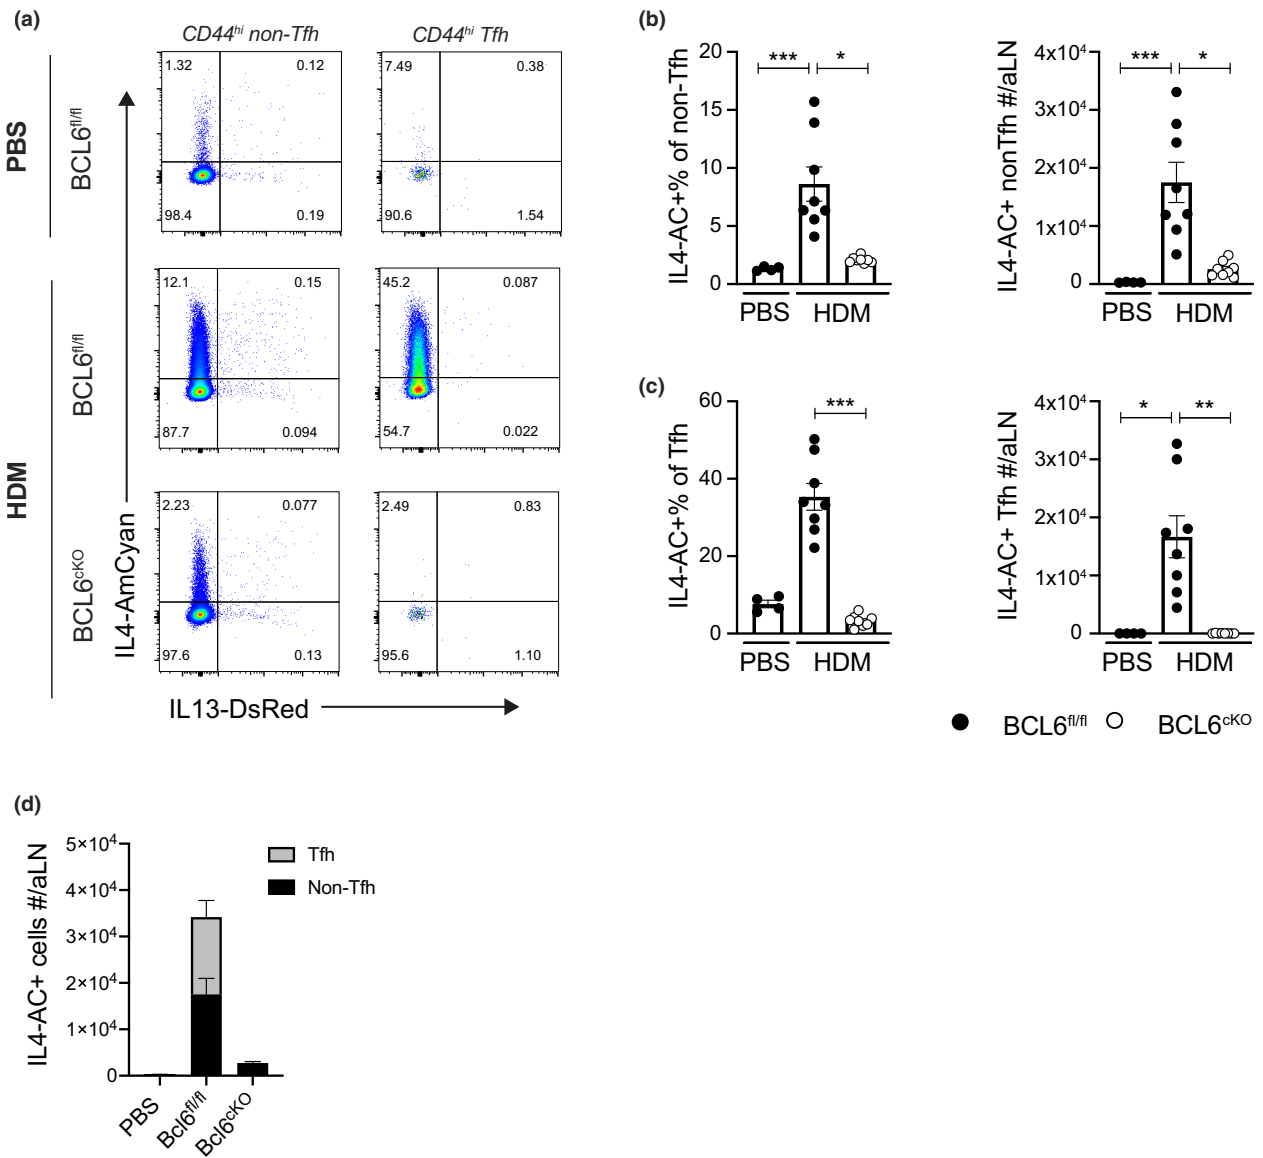 (a)
CD44ʰⁱ non-Tfh
CD44ʰⁱ Tfh
PBS
BCL6ᶠˡ/ᶠˡ
1.32
0.12
98.4
0.19
7.49
0.38
90.6
1.54
HDM
BCL6ᶠˡ/ᶠˡ
12.1
0.15
87.7
0.094
45.2
0.087
54.7
0.022
BCL6ᶜᴷᴼ
2.23
0.077
97.6
0.13
2.49
0.83
95.6
1.10
IL4-AmCyan
IL13-DsRed
(b)
IL4-AC+% of non-Tfh
20
15
10
5
0
***
*
PBS
HDM
IL4-AC+ nonTfh #/aLN
4x10⁴
3x10⁴
2x10⁴
1x10⁴
0
***
*
PBS
HDM
(c)
IL4-AC+% of Tfh
60
40
20
0
***
PBS
HDM
IL4-AC+ Tfh #/aLN
4x10⁴
3x10⁴
2x10⁴
1x10⁴
0
*
**
PBS
HDM
BCL6ᶠˡ/ᶠˡ
BCL6ᶜᴷᴼ
(d)
IL4-AC+ cells #/aLN
5×10⁴
4×10⁴
3×10⁴
2×10⁴
1×10⁴
0
Tfh
Non-Tfh
PBS
Bcl6ᶠˡ/ᶠˡ
Bcl6ᶜᴷᴼ